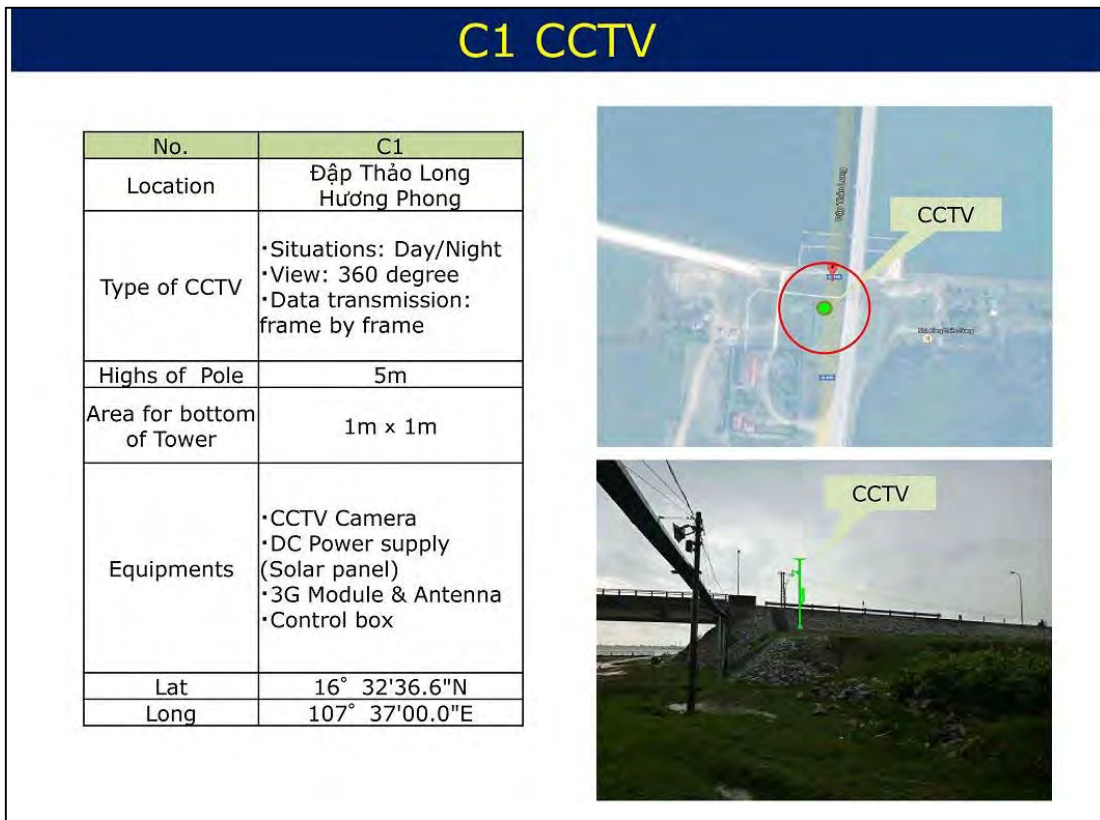 C1 CCTV
No.
C1
Location
Đập Thảo Long
Hương Phong
Type of CCTV
·Situations: Day/Night
·View: 360 degree
·Data transmission:
frame by frame
Highs of Pole
5m
Area for bottom
of Tower
1m x 1m
Equipments
·CCTV Camera
·DC Power supply
(Solar panel)
·3G Module & Antenna
·Control box
Lat
16° 32'36.6"N
Long
107° 37'00.0"E
Đập Thảo Long
CCTV
CCTV